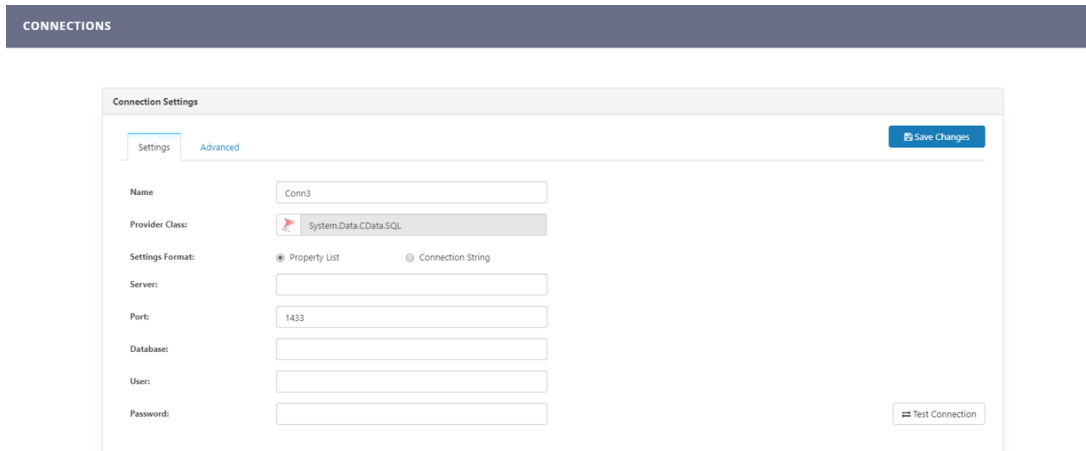 CONNECTIONS
Connection Settings
Settings Advanced Save Changes
Name Conn3
Provider Class: System.Data.CData.SQL
Settings Format: Property List Connection String
Server:
Port: 1433
Database:
User:
Password: Test Connection